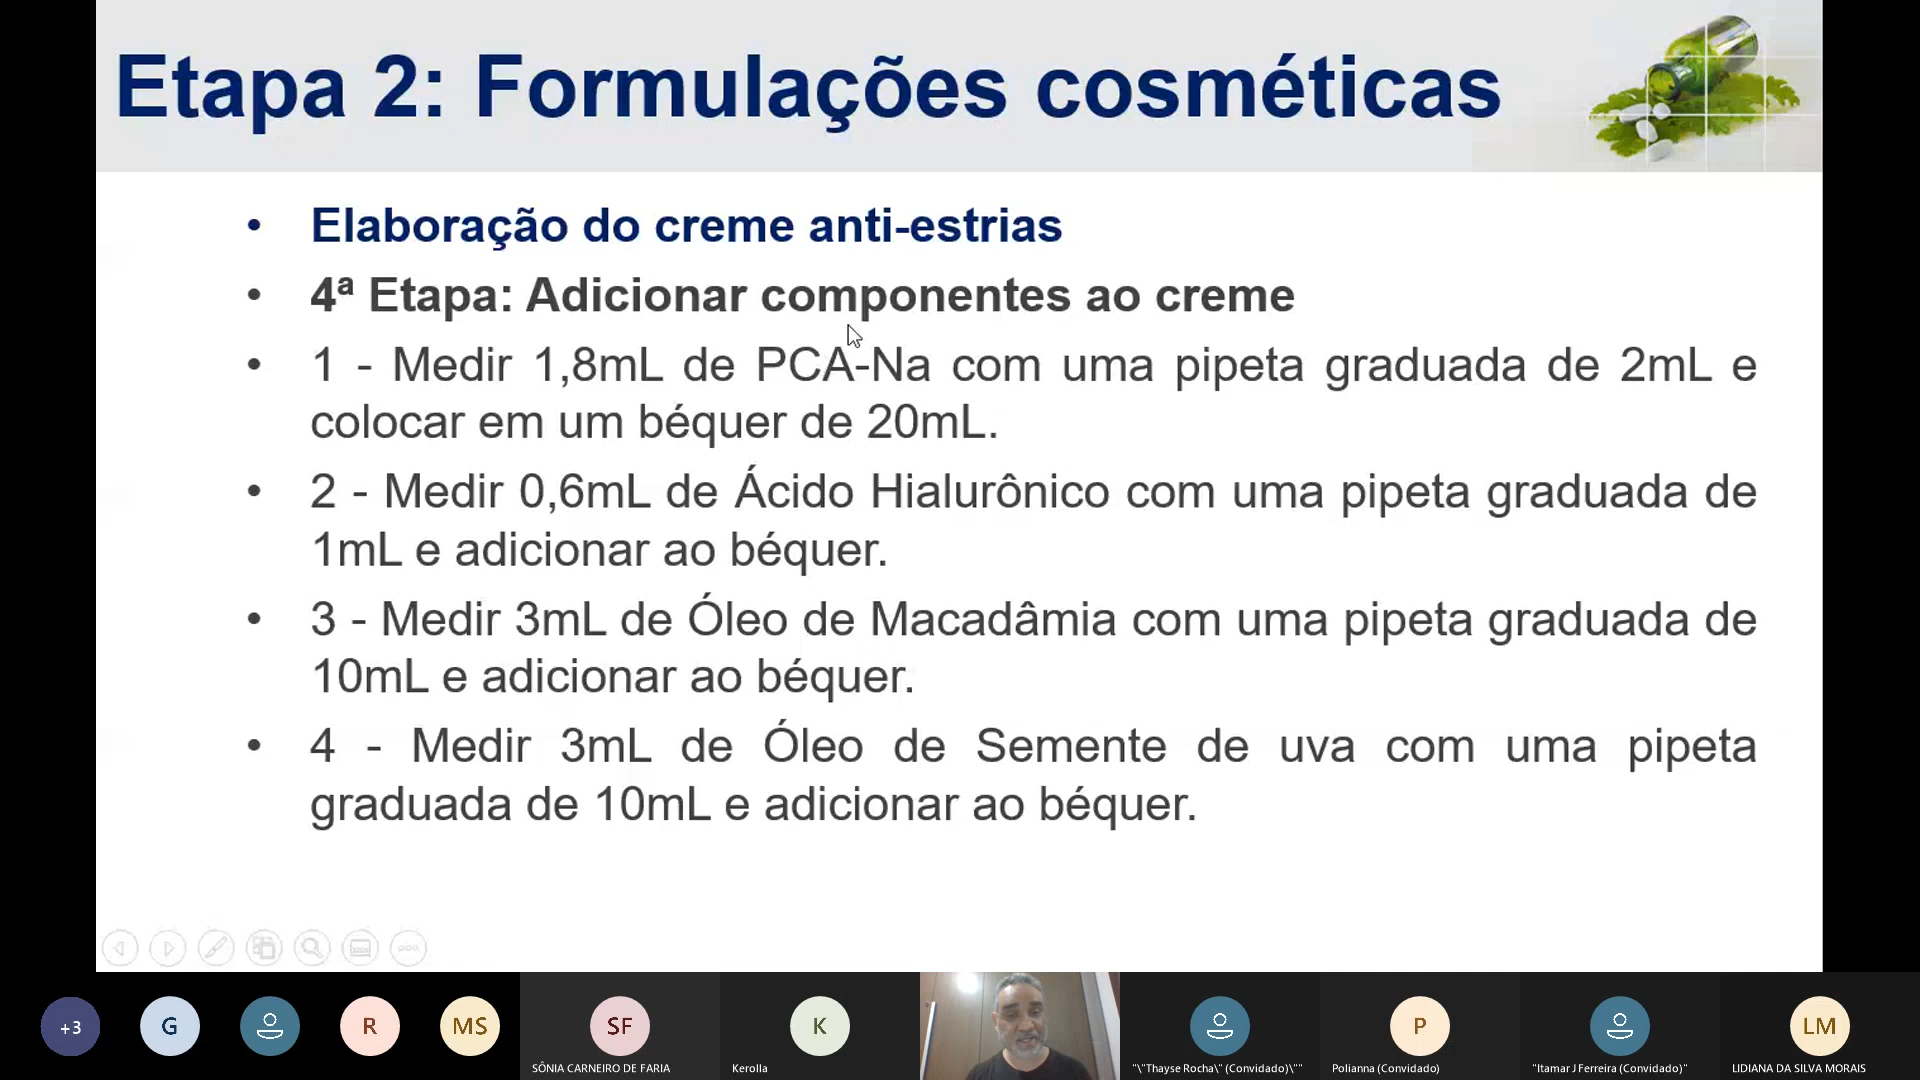 Etapa 2: Formulações cosméticas
• Elaboração do creme anti-estrias
• 4ª Etapa: Adicionar componentes ao creme
• 1 - Medir 1,8mL de PCA-Na com uma pipeta graduada de 2mL e
colocar em um béquer de 20mL.
• 2 - Medir 0,6mL de Ácido Hialurônico com uma pipeta graduada de
1mL e adicionar ao béquer.
• 3 - Medir 3mL de Óleo de Macadâmia com uma pipeta graduada de
10mL e adicionar ao béquer.
• 4 - Medir 3mL de Óleo de Semente de uva com uma pipeta
graduada de 10mL e adicionar ao béquer.
+3 G R MS SF K P LM
SÔNIA CARNEIRO DE FARIA Kerolla "\"Thayse Rocha\" (Convidado)\"" Polianna (Convidado) "Itamar J Ferreira (Convidado)" LIDIANA DA SILVA MORAIS